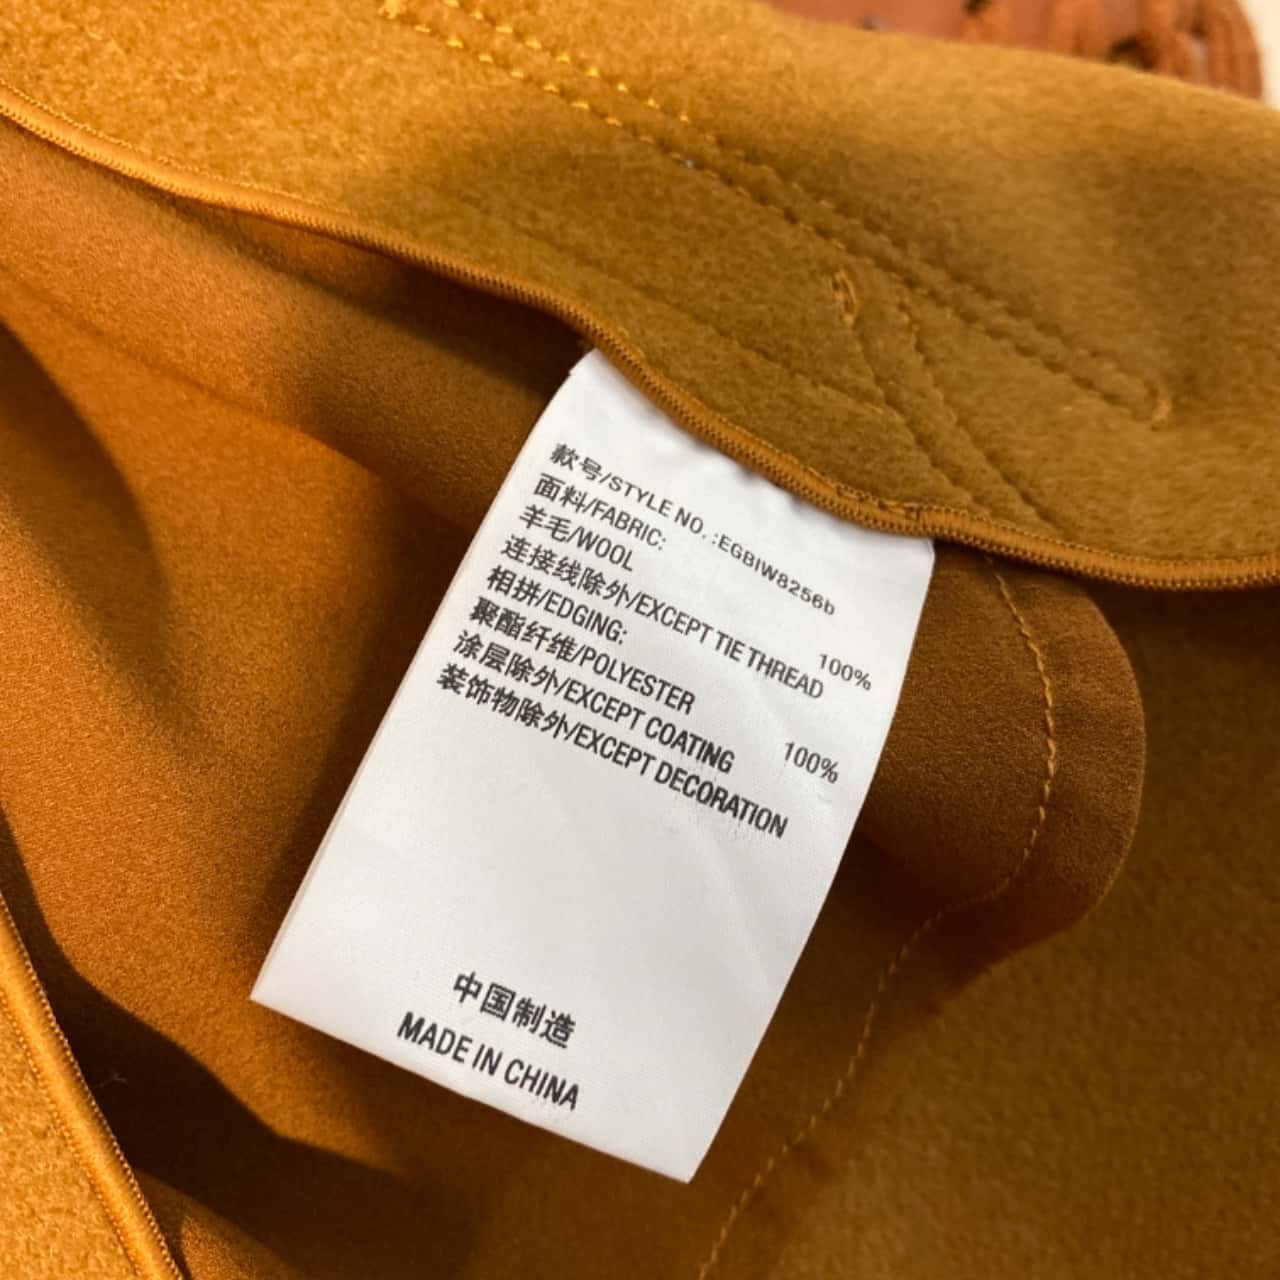 款号/STYLE NO. :EGBIW8256b
面料/FABRIC:
羊毛/WOOL 100%
连接线除外/EXCEPT TIE THREAD
相拼/EDGING:
聚酯纤维/POLYESTER 100%
涂层除外/EXCEPT COATING
装饰物除外/EXCEPT DECORATION
中国制造
MADE IN CHINA